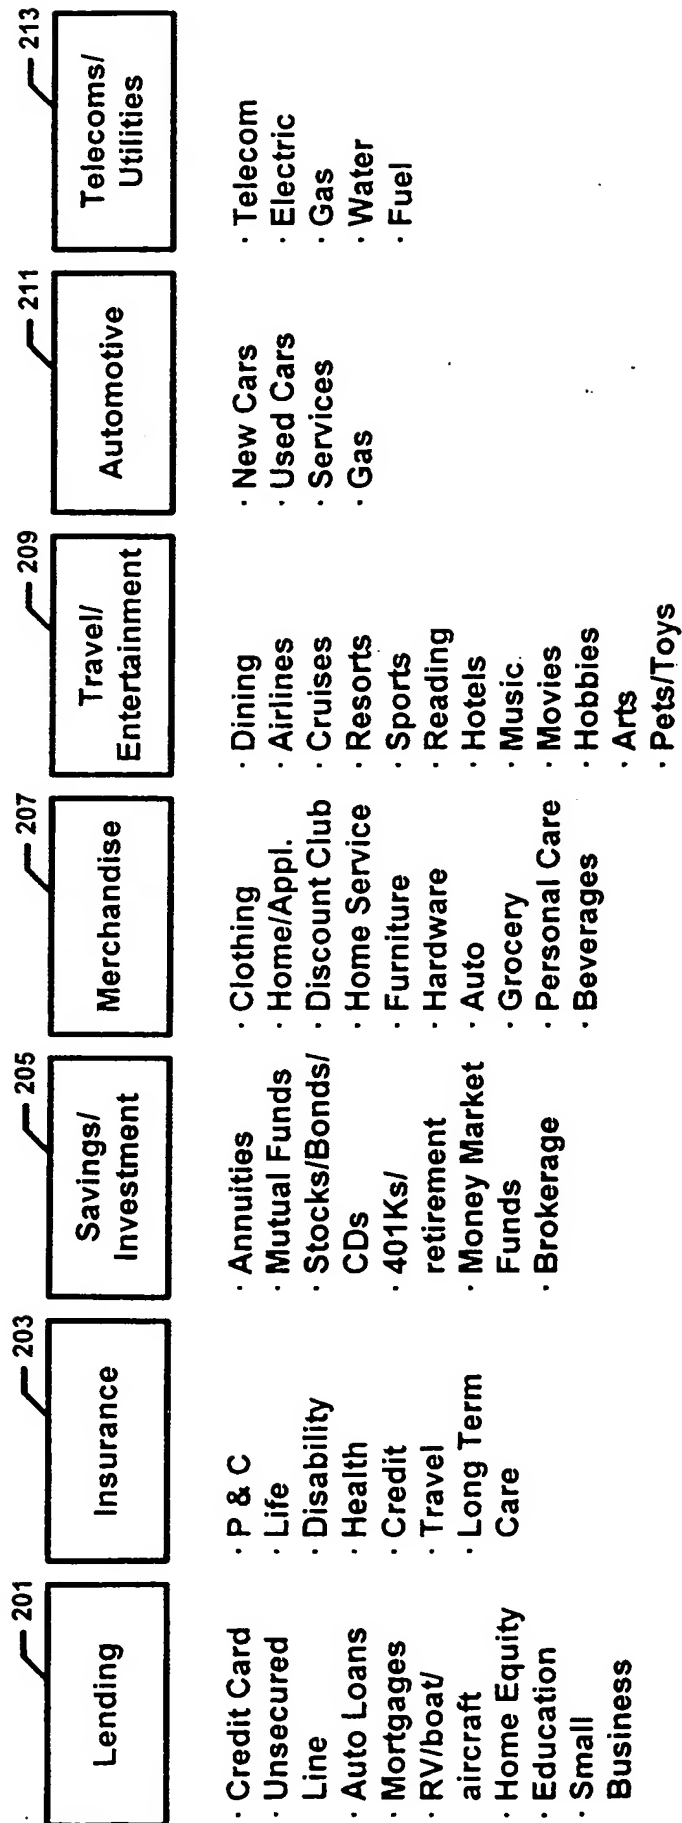 201
Lending
· Credit Card
· Unsecured
Line
· Auto Loans
· Mortgages
· RV/boat/
aircraft
· Home Equity
· Education
· Small
Business
203
Insurance
· P & C
· Life
· Disability
· Health
· Credit
· Travel
· Long Term
Care
205
Savings/
Investment
· Annuities
· Mutual Funds
· Stocks/Bonds/
CDs
· 401Ks/
retirement
· Money Market
Funds
· Brokerage
207
Merchandise
· Clothing
· Home/Appl.
· Discount Club
· Home Service
· Furniture
· Hardware
· Auto
· Grocery
· Personal Care
· Beverages
209
Travel/
Entertainment
· Dining
· Airlines
· Cruises
· Resorts
· Sports
· Reading
· Hotels
· Music
· Movies
· Hobbies
· Arts
· Pets/Toys
211
Automotive
· New Cars
· Used Cars
· Services
· Gas
213
Telecoms/
Utilities
· Telecom
· Electric
· Gas
· Water
· Fuel